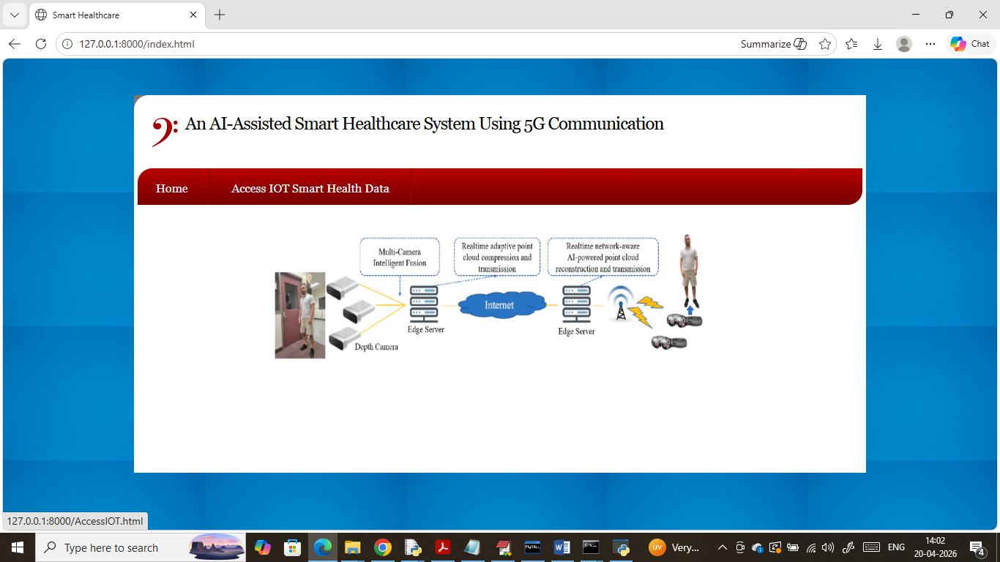 Smart Healthcare
127.0.0.1:8000/index.html
Summarize
Chat
An AI-Assisted Smart Healthcare System Using 5G Communication
Home
Access IOT Smart Health Data
Multi-Camera
Intelligent Fusion
Realtime adaptive point
cloud compression and
transmission
Realtime network-aware
AI-powered point cloud
reconstruction and transmission
Internet
Edge Server
Edge Server
Depth Camera
127.0.0.1:8000/AccessIOT.html
Type here to search
UV
Very...
ENG
14:02
20-04-2026
4